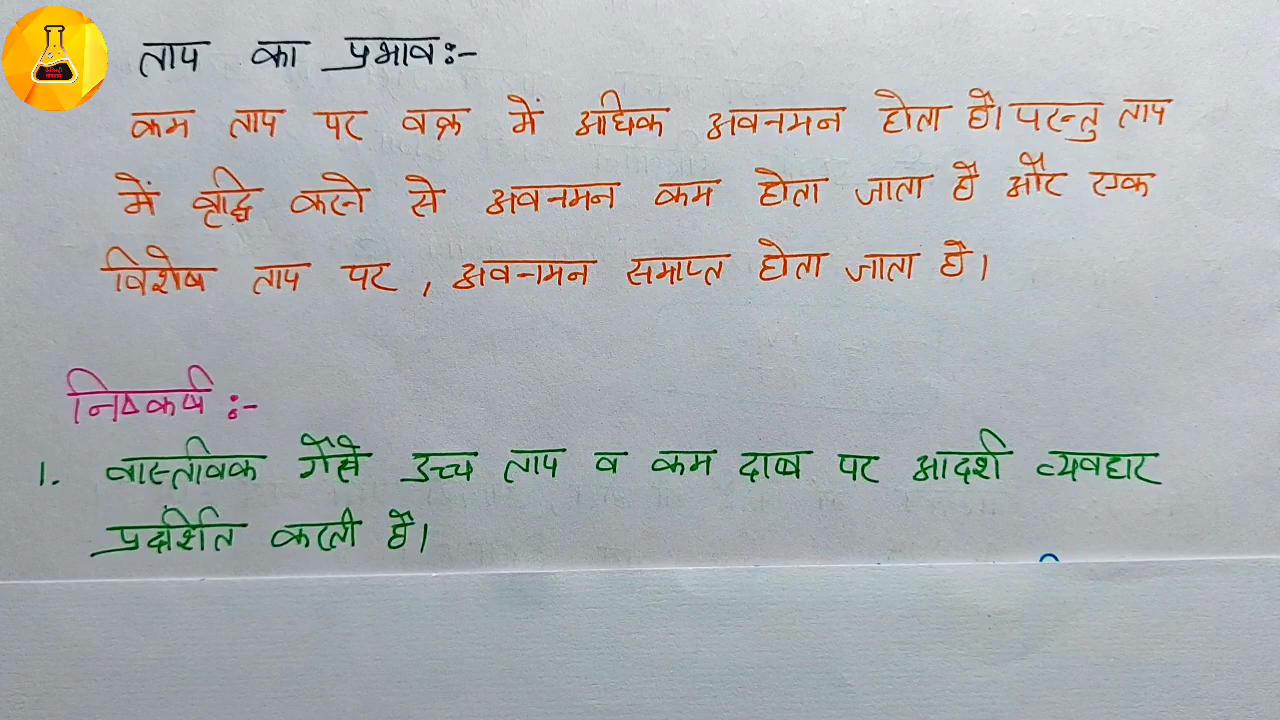 ताप का प्रभाव:-
कम ताप पर वक्र में अधिक अवनमन होता है। परन्तु ताप
में वृद्धि करने से अवनमन कम होता जाता है और एक
विशेष ताप पर, अवनमन समाप्त होता जाता है।
निष्कर्ष :-
1. वास्तविक गैसे उच्च ताप व कम दाब पर आदर्श व्यवहार
प्रदर्शित करती है।